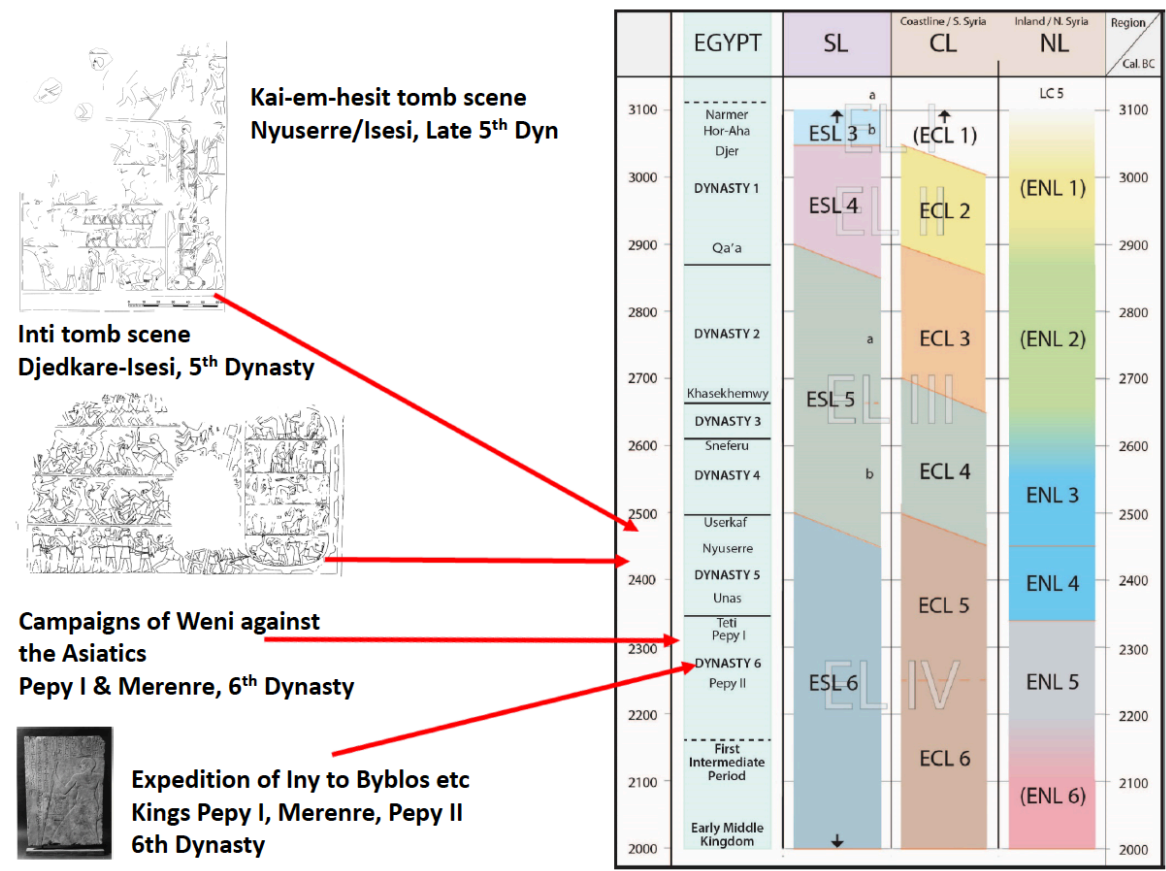 Kai-em-hesit tomb scene
Nyuserre/Isesi, Late 5th Dyn
Inti tomb scene
Djedkare-Isesi, 5th Dynasty
Campaigns of Weni against
the Asiatics
Pepy I & Merenre, 6th Dynasty
Expedition of Iny to Byblos etc
Kings Pepy I, Merenre, Pepy II
6th Dynasty
EGYPT
SL
Coastline / S. Syria
CL
Inland / N. Syria
NL
Region
Cal. BC
3100
3000
2900
2800
2700
2600
2500
2400
2300
2200
2100
2000
Narmer
Hor-Aha
Djer
DYNASTY 1
Qa'a
DYNASTY 2
Khasekhemwy
DYNASTY 3
Sneferu
DYNASTY 4
Userkaf
Nyuserre
DYNASTY 5
Unas
Teti
Pepy I
DYNASTY 6
Pepy II
First
Intermediate
Period
Early Middle
Kingdom
a
ESL 3 b
ESL 4
a
ESL 5
b
ESL 6
EL I
EL II
EL III
EL IV
(ECL 1)
ECL 2
ECL 3
ECL 4
ECL 5
ECL 6
LC 5
(ENL 1)
(ENL 2)
ENL 3
ENL 4
ENL 5
(ENL 6)
3100
3000
2900
2800
2700
2600
2500
2400
2300
2200
2100
2000